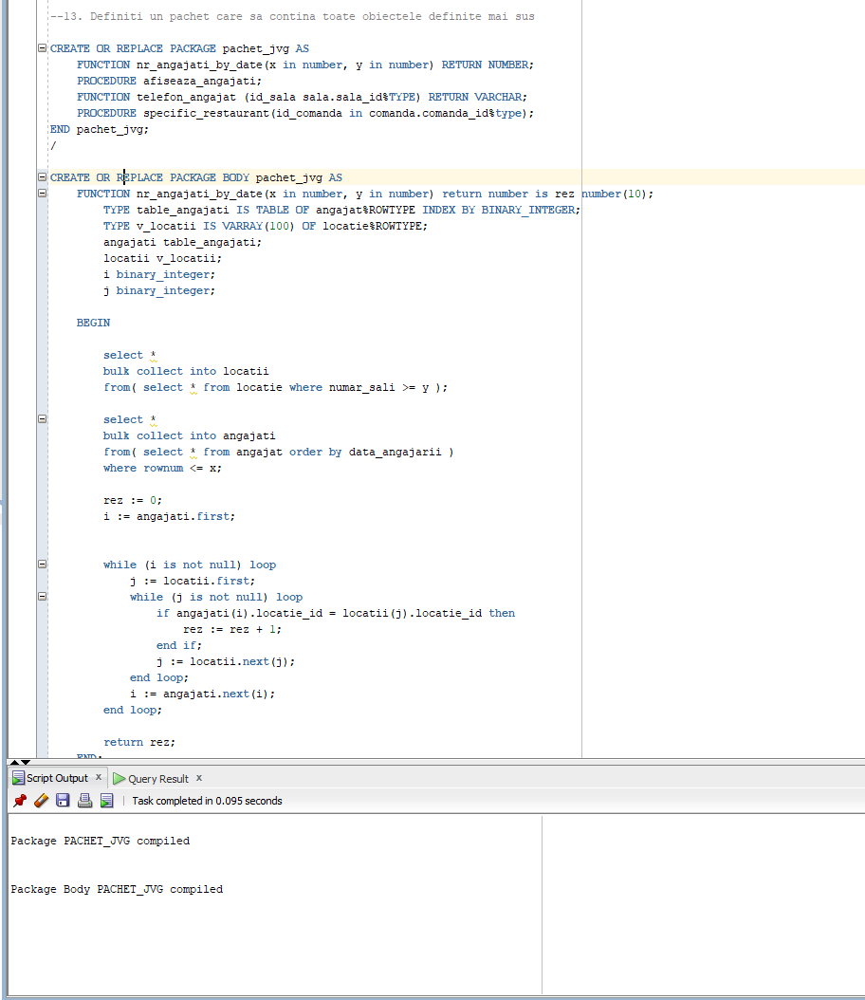 --13. Definiti un pachet care sa contina toate obiectele definite mai sus
CREATE OR REPLACE PACKAGE pachet_jvg AS
FUNCTION nr_angajati_by_date(x in number, y in number) RETURN NUMBER;
PROCEDURE afiseaza_angajati;
FUNCTION telefon_angajat (id_sala sala.sala_id%TYPE) RETURN VARCHAR;
PROCEDURE specific_restaurant(id_comanda in comanda.comanda_id%type);
END pachet_jvg;
/
CREATE OR REPLACE PACKAGE BODY pachet_jvg AS
FUNCTION nr_angajati_by_date(x in number, y in number) return number is rez number(10);
TYPE table_angajati IS TABLE OF angajat%ROWTYPE INDEX BY BINARY_INTEGER;
TYPE v_locatii IS VARRAY(100) OF locatie%ROWTYPE;
angajati table_angajati;
locatii v_locatii;
i binary_integer;
j binary_integer;
BEGIN
select *
bulk collect into locatii
from( select * from locatie where numar_sali >= y );
select *
bulk collect into angajati
from( select * from angajat order by data_angajarii )
where rownum <= x;
rez := 0;
i := angajati.first;
while (i is not null) loop
j := locatii.first;
while (j is not null) loop
if angajati(i).locatie_id = locatii(j).locatie_id then
rez := rez + 1;
end if;
j := locatii.next(j);
end loop;
i := angajati.next(i);
end loop;
return rez;
END;
Script Output x Query Result x
Task completed in 0.095 seconds
Package PACHET_JVG compiled
Package Body PACHET_JVG compiled